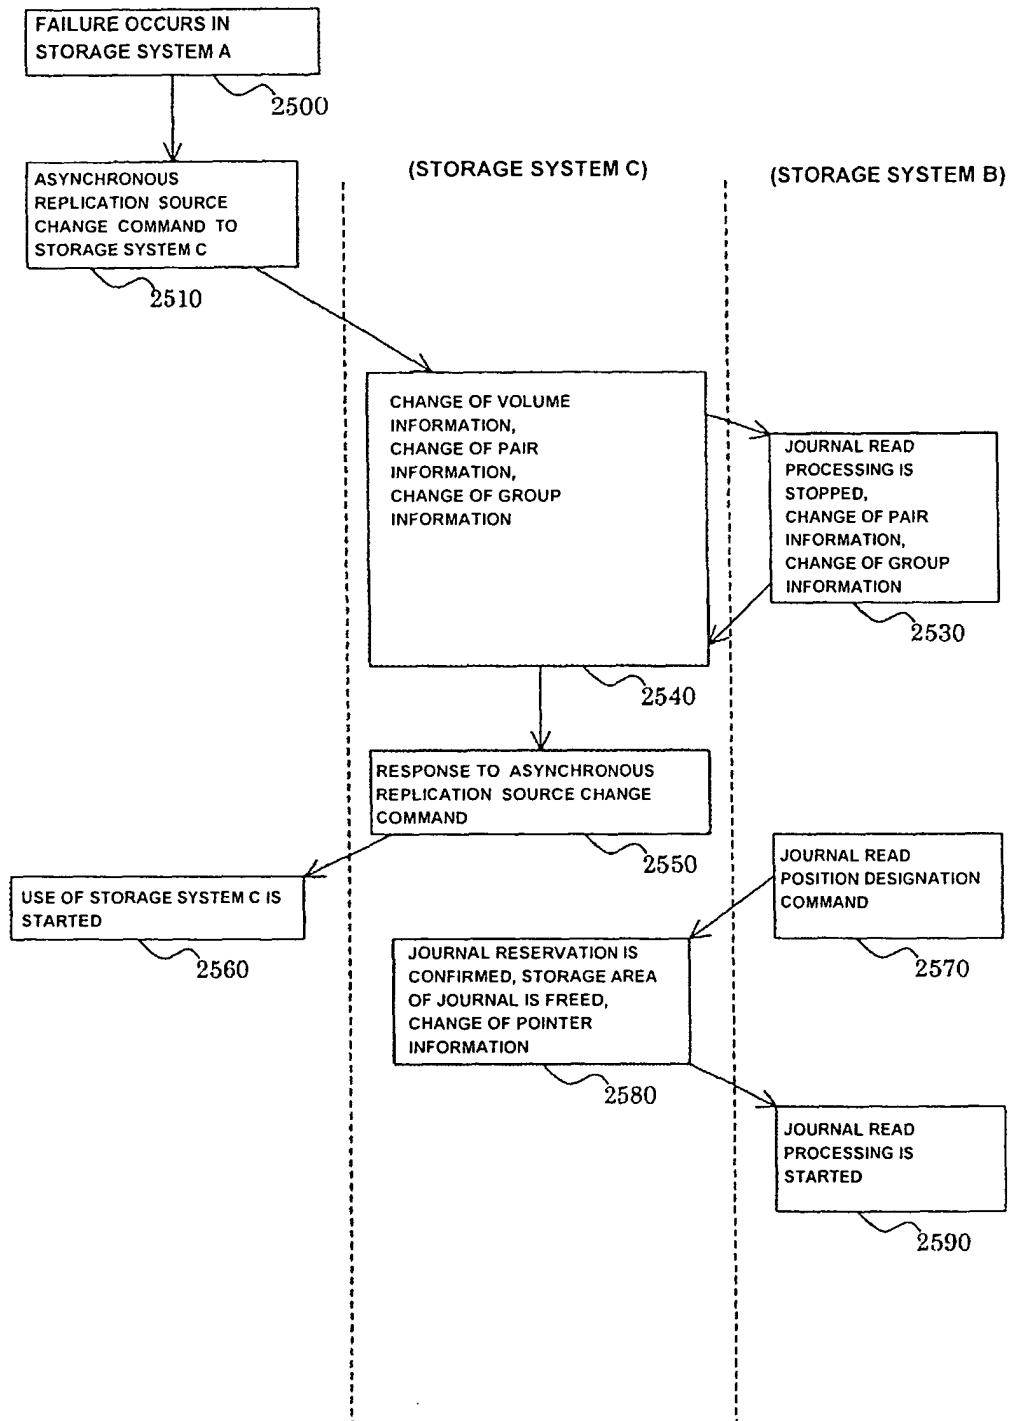 FAILURE OCCURS IN
STORAGE SYSTEM A
2500
ASYNCHRONOUS
REPLICATION SOURCE
CHANGE COMMAND TO
STORAGE SYSTEM C
2510
(STORAGE SYSTEM C)
(STORAGE SYSTEM B)
CHANGE OF VOLUME
INFORMATION,
CHANGE OF PAIR
INFORMATION,
CHANGE OF GROUP
INFORMATION
2540
JOURNAL READ
PROCESSING IS
STOPPED,
CHANGE OF PAIR
INFORMATION,
CHANGE OF GROUP
INFORMATION
2530
RESPONSE TO ASYNCHRONOUS
REPLICATION SOURCE CHANGE
COMMAND
2550
USE OF STORAGE SYSTEM C IS
STARTED
2560
JOURNAL READ
POSITION DESIGNATION
COMMAND
2570
JOURNAL RESERVATION IS
CONFIRMED, STORAGE AREA
OF JOURNAL IS FREED,
CHANGE OF POINTER
INFORMATION
2580
JOURNAL READ
PROCESSING IS
STARTED
2590